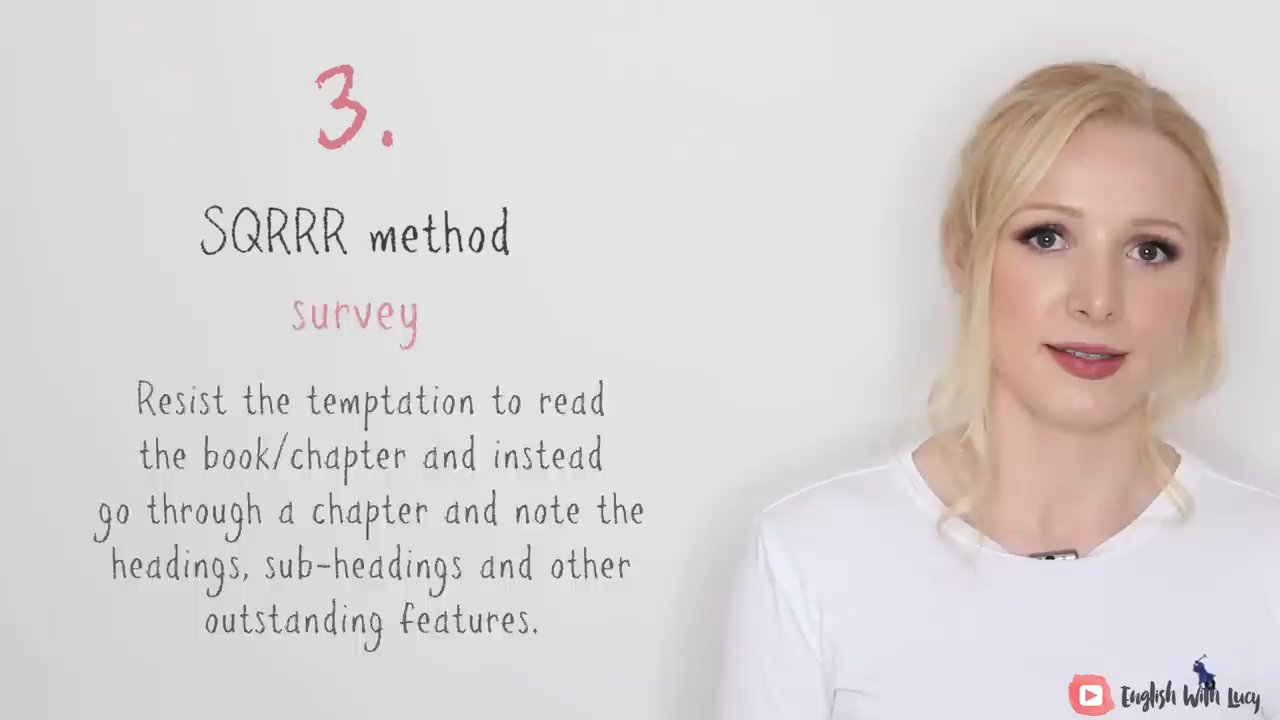 3.
SQRRR method
survey
Resist the temptation to read
the book/chapter and instead
go through a chapter and note the
headings, sub-headings and other
outstanding features.
English With Lucy